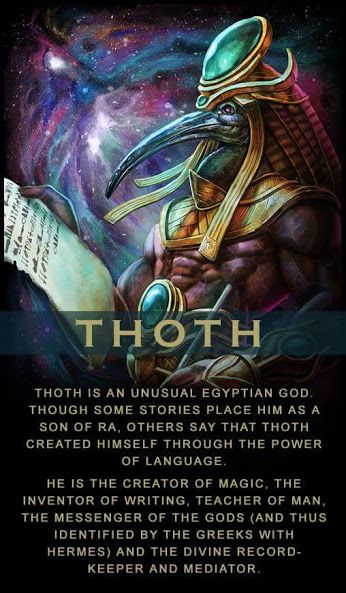 THOTH
THOTH IS AN UNUSUAL EGYPTIAN GOD.
THOUGH SOME STORIES PLACE HIM AS A
SON OF RA, OTHERS SAY THAT THOTH
CREATED HIMSELF THROUGH THE POWER
OF LANGUAGE.
HE IS THE CREATOR OF MAGIC, THE
INVENTOR OF WRITING, TEACHER OF MAN,
THE MESSENGER OF THE GODS (AND THUS
IDENTIFIED BY THE GREEKS WITH
HERMES) AND THE DIVINE RECORD-
KEEPER AND MEDIATOR.